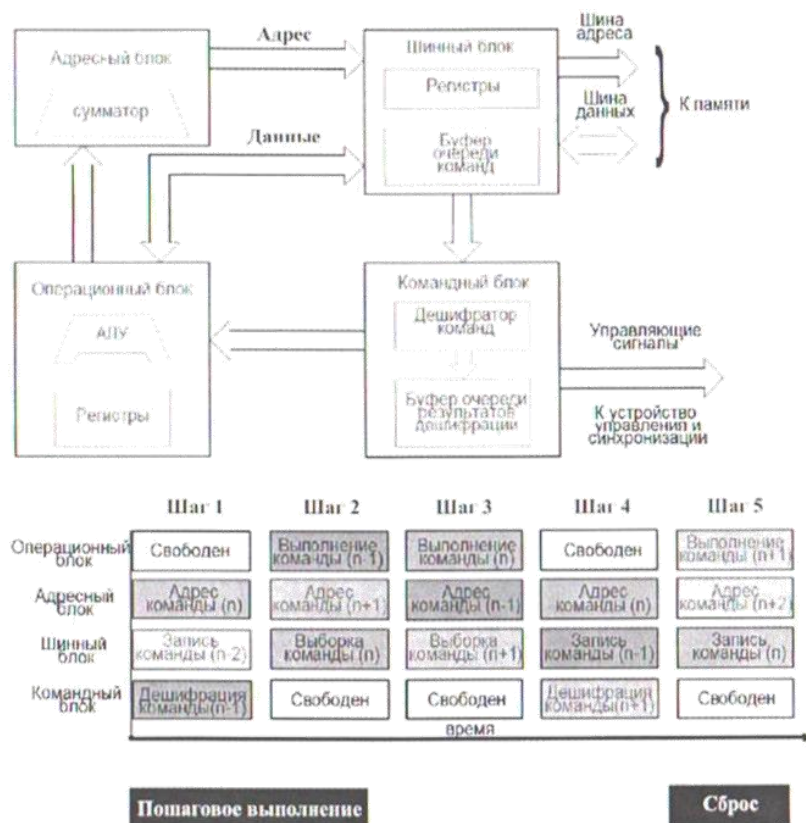 Адрес
Адресный блок
сумматор
Шинный блок
Регистры
Буфер
очереди
команд
Шина
адреса
Шина
данных
К памяти
Данные
Операционный блок
АЛУ
Регистры
Командный блок
Дешифратор
команд
Буфер очереди
результатов
дешифрации
Управляющие
сигналы
К устройство
управления и
синхронизации
Шаг 1 Шаг 2 Шаг 3 Шаг 4 Шаг 5
Операционный
блок
Свободен
Выполнение
команды (n-1)
Выполнение
команды (n)
Свободен
Выполнение
команды (n+1)
Адресный
блок
Адрес
команды (n)
Адрес
команды (n+1)
Адрес
команды (n-1)
Адрес
команды (n)
Адрес
команды (n+2)
Шинный
блок
Запись
команды (n-2)
Выборка
команды (n)
Выборка
команды (n+1)
Запись
команды (n-1)
Запись
команды (n)
Командный
блок
Дешифрация
команды(n-1)
Свободен
Свободен
Дешифрация
команды(n+1)
Свободен
время
Пошаговое выполнение
Сброс